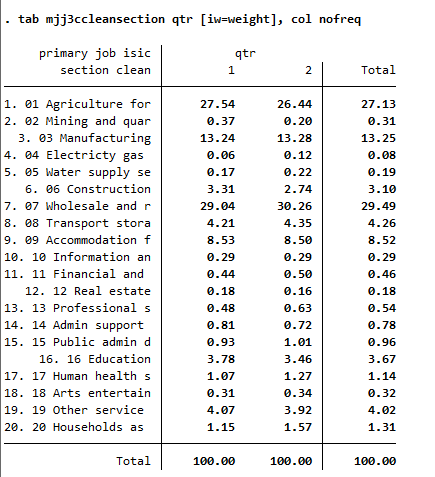 . tab mjj3ccleansection qtr [iw=weight], col nofreq
primary job isic qtr
section clean 1 2 Total
1. 01 Agriculture for 27.54 26.44 27.13
2. 02 Mining and quar 0.37 0.20 0.31
3. 03 Manufacturing 13.24 13.28 13.25
4. 04 Electricty gas 0.06 0.12 0.08
5. 05 Water supply se 0.17 0.22 0.19
6. 06 Construction 3.31 2.74 3.10
7. 07 Wholesale and r 29.04 30.26 29.49
8. 08 Transport stora 4.21 4.35 4.26
9. 09 Accommodation f 8.53 8.50 8.52
10. 10 Information an 0.29 0.29 0.29
11. 11 Financial and 0.44 0.50 0.46
12. 12 Real estate 0.18 0.16 0.18
13. 13 Professional s 0.48 0.63 0.54
14. 14 Admin support 0.81 0.72 0.78
15. 15 Public admin d 0.93 1.01 0.96
16. 16 Education 3.78 3.46 3.67
17. 17 Human health s 1.07 1.27 1.14
18. 18 Arts entertain 0.31 0.34 0.32
19. 19 Other service 4.07 3.92 4.02
20. 20 Households as 1.15 1.57 1.31
Total 100.00 100.00 100.00